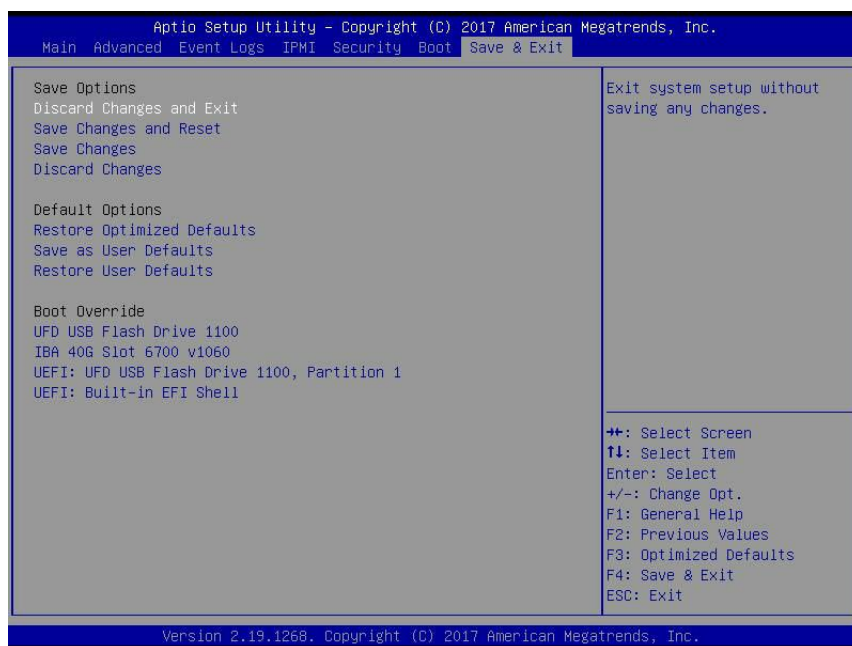 Aptio Setup Utility – Copyright (C) 2017 American Megatrends, Inc.
Main Advanced Event Logs IPMI Security Boot Save & Exit
Save Options
Discard Changes and Exit
Save Changes and Reset
Save Changes
Discard Changes
Default Options
Restore Optimized Defaults
Save as User Defaults
Restore User Defaults
Boot Override
UFD USB Flash Drive 1100
IBA 40G Slot 6700 v1060
UEFI: UFD USB Flash Drive 1100, Partition 1
UEFI: Built-in EFI Shell
Exit system setup without
saving any changes.
→←: Select Screen
↑↓: Select Item
Enter: Select
+/-: Change Opt.
F1: General Help
F2: Previous Values
F3: Optimized Defaults
F4: Save & Exit
ESC: Exit
Version 2.19.1268. Copyright (C) 2017 American Megatrends, Inc.